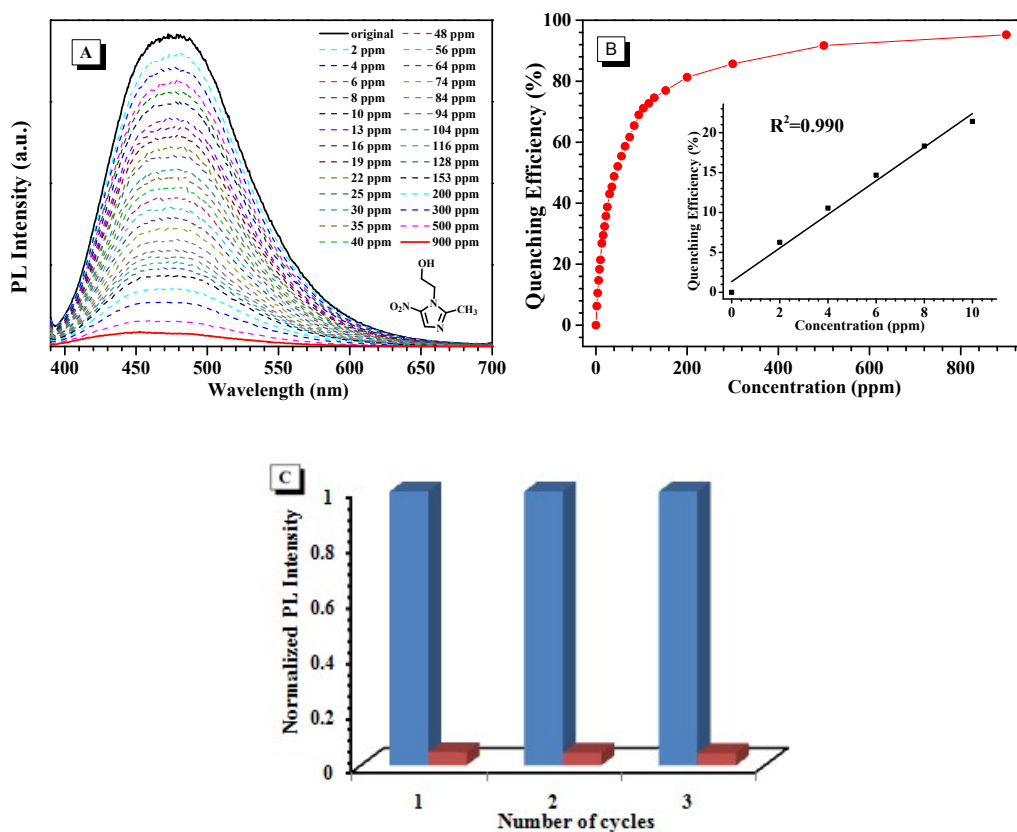 A
original
2 ppm
4 ppm
6 ppm
8 ppm
10 ppm
13 ppm
16 ppm
19 ppm
22 ppm
25 ppm
30 ppm
35 ppm
40 ppm
48 ppm
56 ppm
64 ppm
74 ppm
84 ppm
94 ppm
104 ppm
116 ppm
128 ppm
153 ppm
200 ppm
300 ppm
500 ppm
900 ppm
OH
O₂N
N
CH₃
N
PL Intensity (a.u.)
400 450 500 550 600 650 700
Wavelength (nm)
B
Quenching Efficiency (%)
100
80
60
40
20
0
0 200 400 600 800
Concentration (ppm)
R²=0.990
Quenching Efficiency (%)
20
15
10
5
0
0 2 4 6 8 10
Concentration (ppm)
C
Normalized PL Intensity
1
0.8
0.6
0.4
0.2
0
1 2 3
Number of cycles